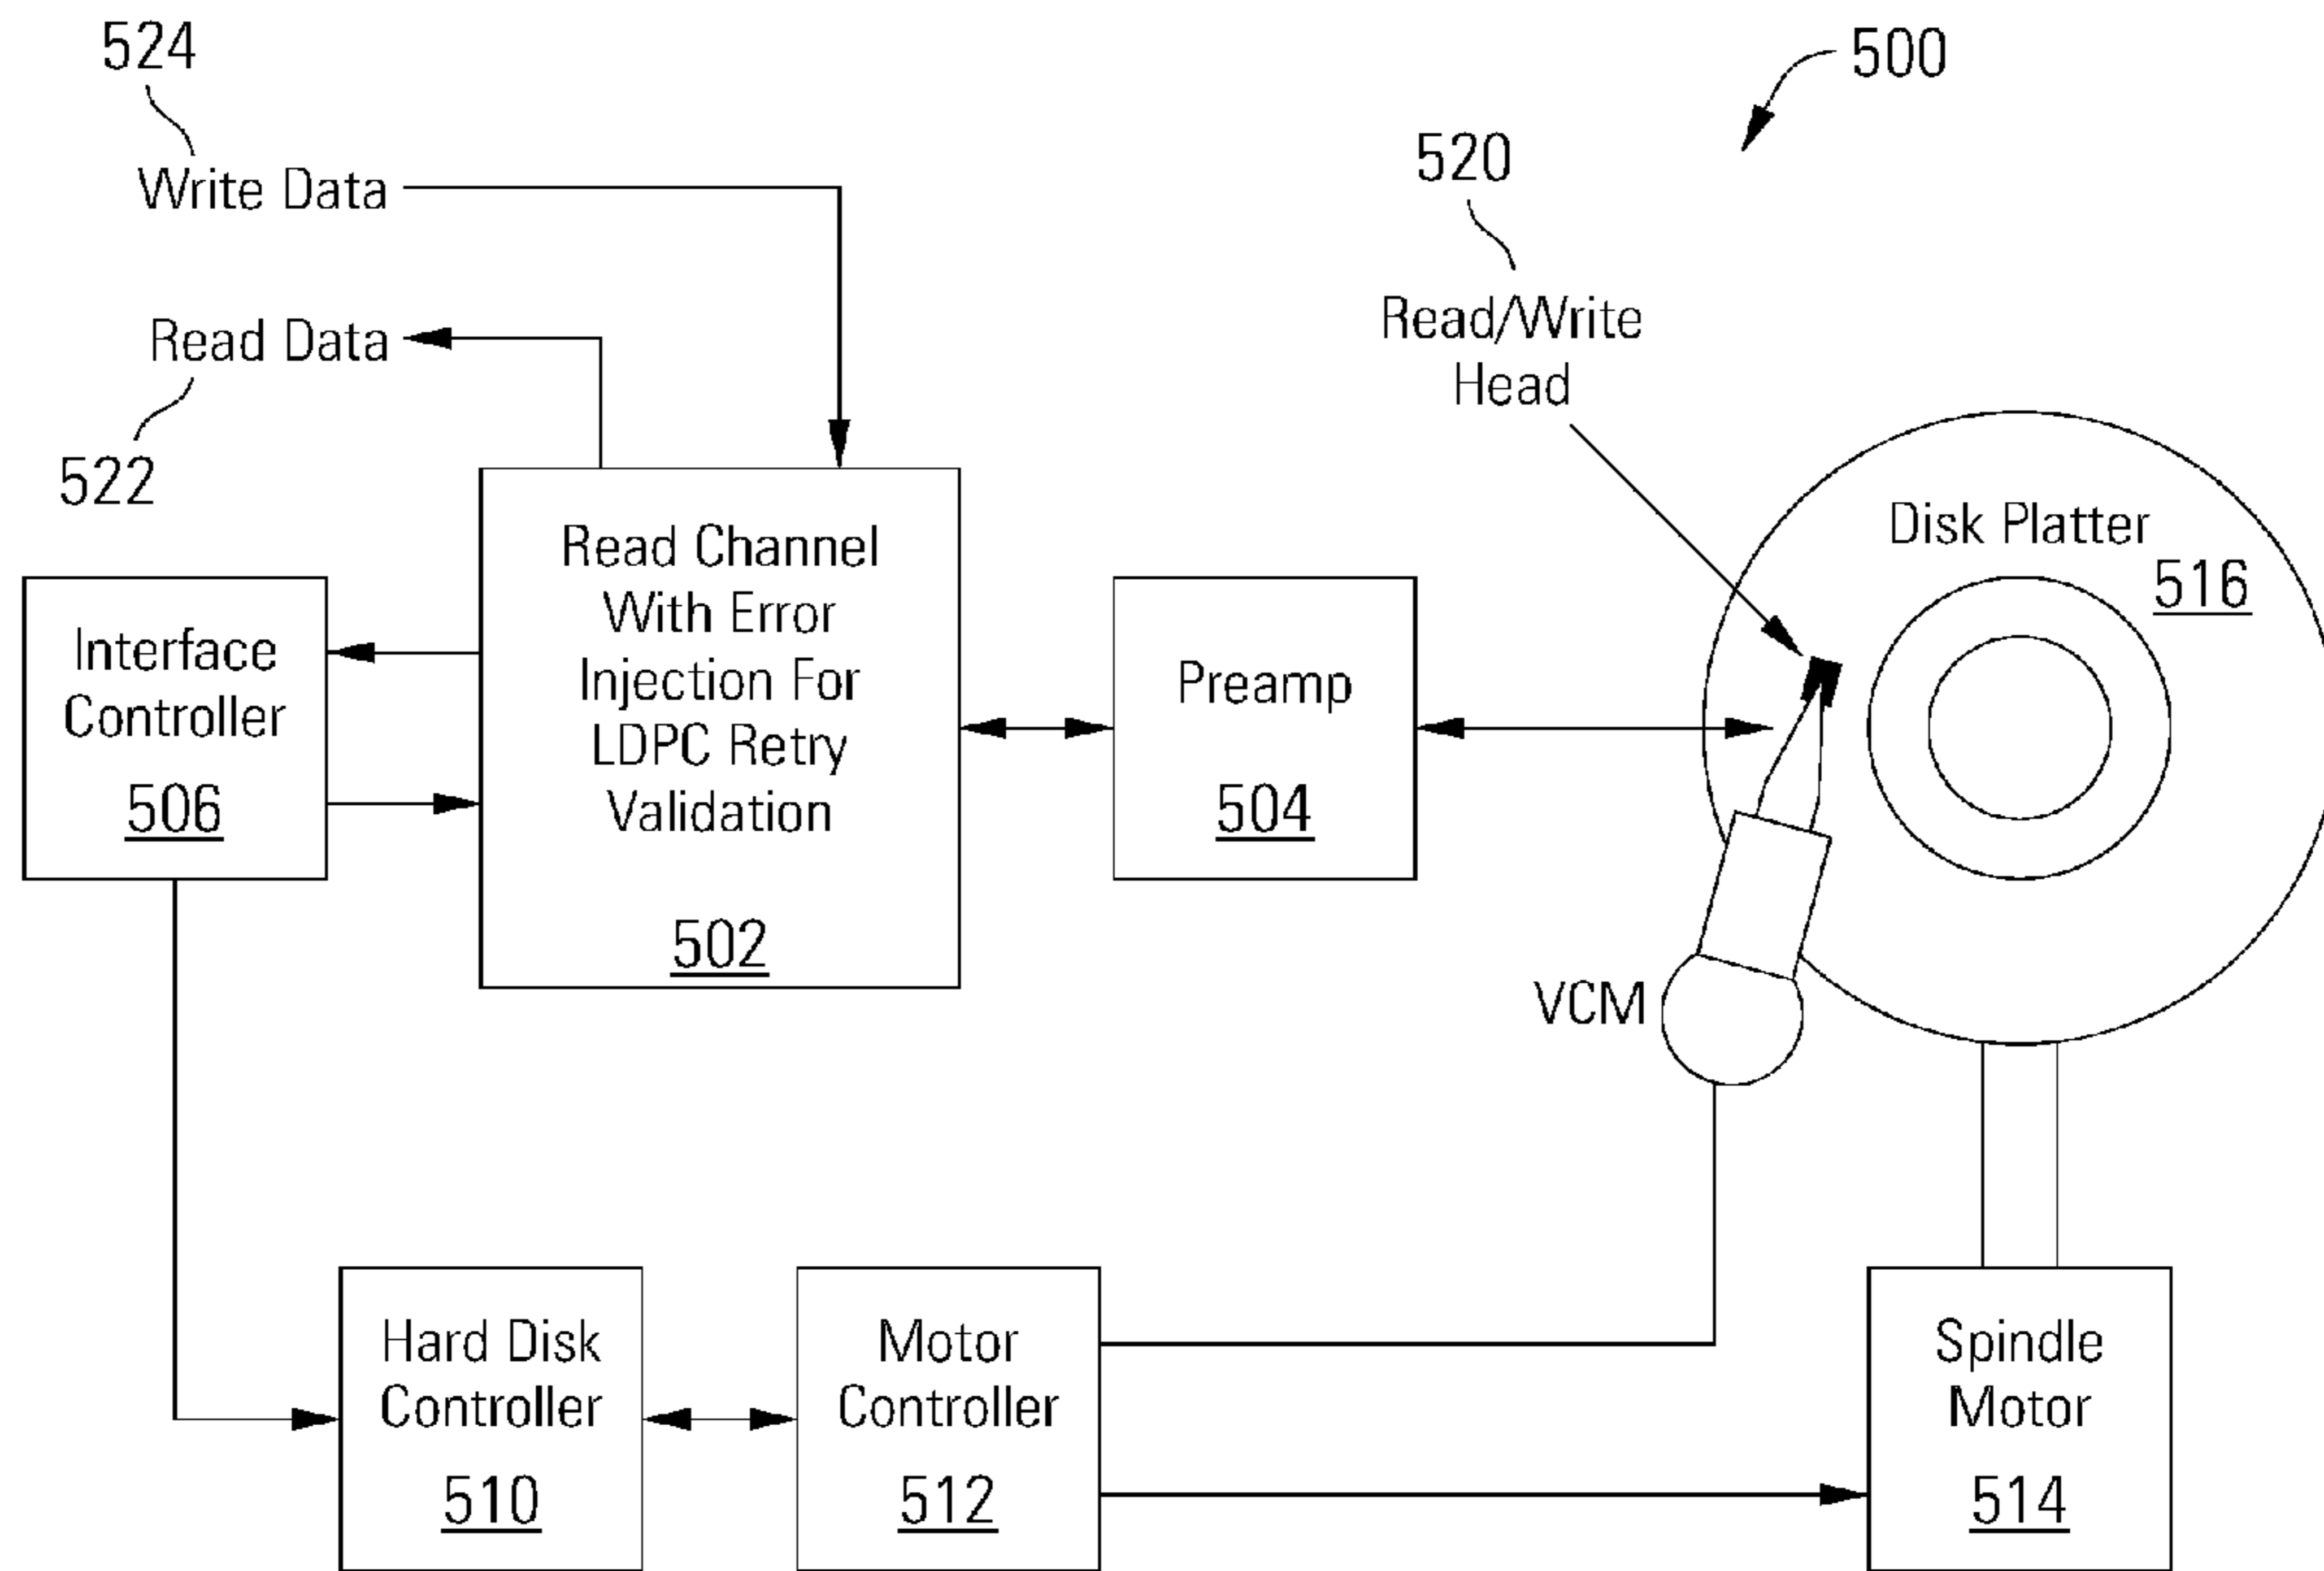 524
500
Write Data
520
Read/Write
Head
Read Data
522
Disk Platter
516
Read Channel
With Error
Injection For
LDPC Retry
Validation
502
Interface
Controller
506
Preamp
504
VCM
Hard Disk
Controller
510
Motor
Controller
512
Spindle
Motor
514